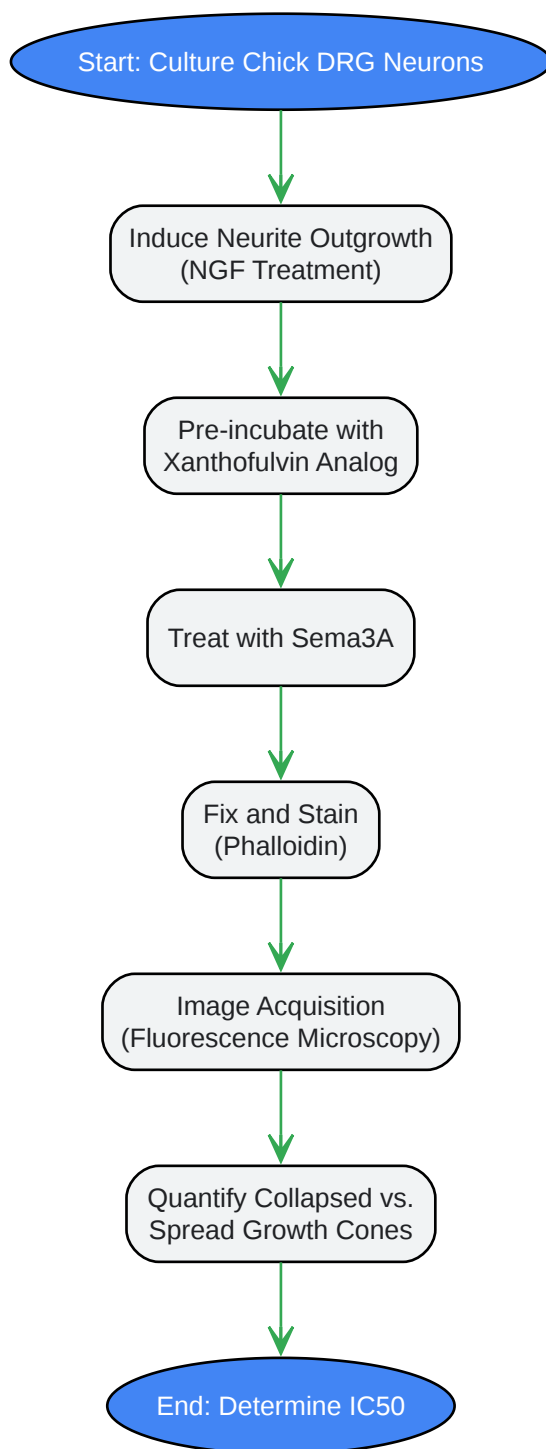 Start: Culture Chick DRG Neurons
Induce Neurite Outgrowth
(NGF Treatment)
Pre-incubate with
Xanthofulvin Analog
Treat with Sema3A
Fix and Stain
(Phalloidin)
Image Acquisition
(Fluorescence Microscopy)
Quantify Collapsed vs.
Spread Growth Cones
End: Determine IC50